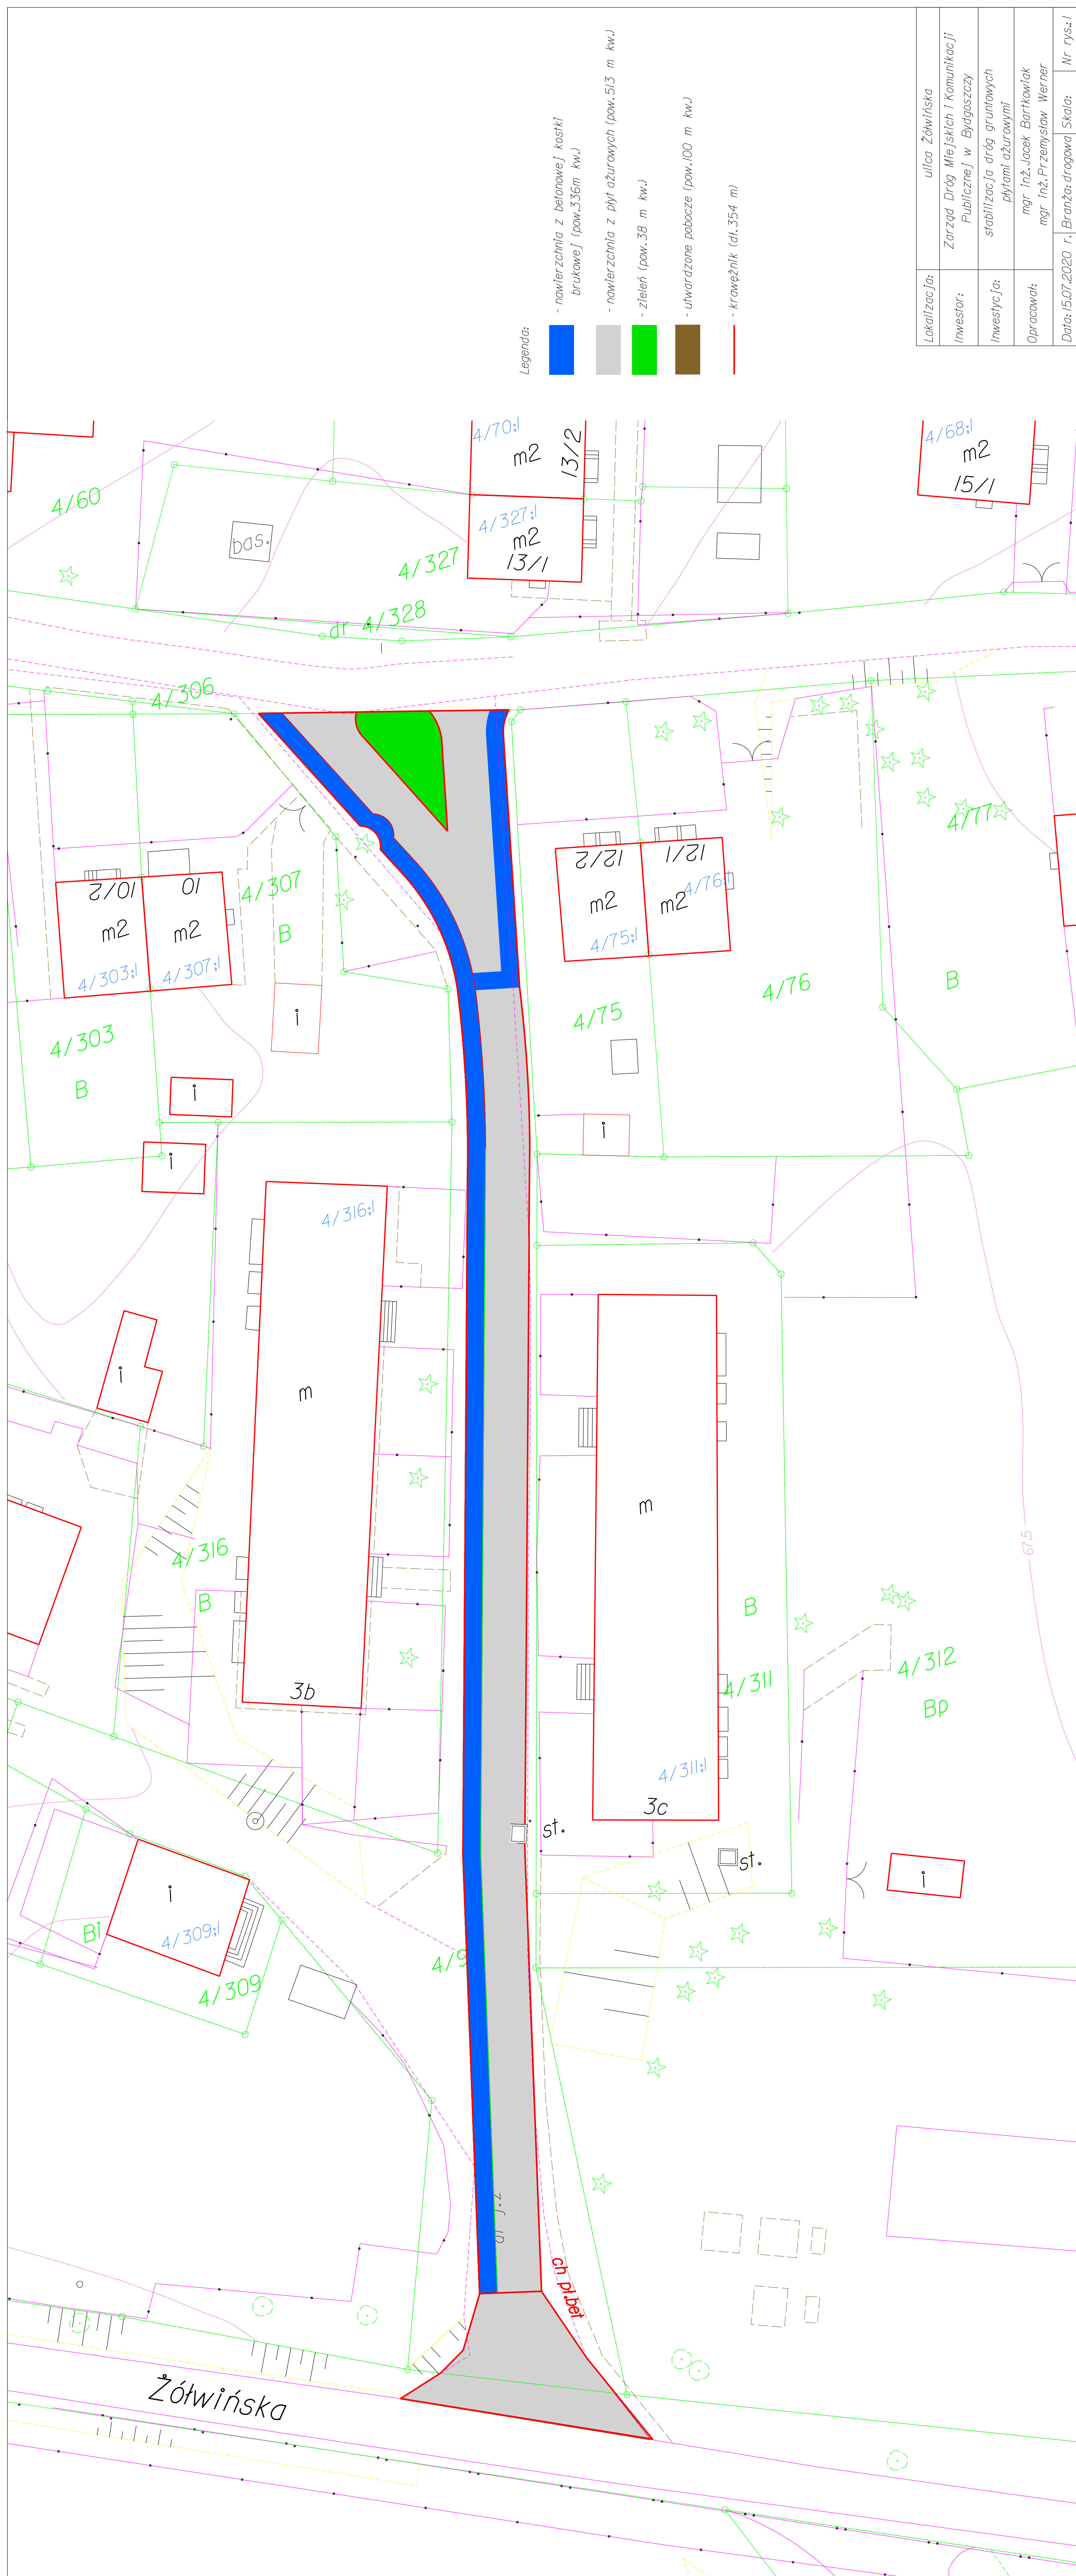 Legenda:
- nawierzchnia z betonowej kostki
brukowej (pow.336m kw.)
- nawierzchnia z płyt ażurowych (pow.513 m kw.)
- zieleń (pow.38 m kw.)
- utwardzone pobocze (pow.100 m kw.)
- krawężnik (dł.354 m)
Lokalizacja:
ulica Żółwińska
Inwestor:
Zarząd Dróg Miejskich i Komunikacji
Publicznej w Bydgoszczy
Inwestycja:
stabilizacja dróg gruntowych
płytami ażurowymi
Opracował:
mgr inż.Jacek Bartkowiak
mgr inż.Przemysław Werner
Data:15.07.2020 r.
Branża:drogowa
Skala:
Nr rys.:1
4/60
bas.
4/70;1
m2
13/2
4/327;1
m2
13/1
4/327
dr 4/328
4/68;1
m2
15/1
4/306
4/77
10/2
10
m2
m2
4/303;1
4/307;1
4/307
B
12/2
12/1
m2
m2
4/76;1
4/75;1
4/303
B
i
4/75
4/76
B
i
i
i
4/316;1
i
m
m
4/316
B
67.5
B
4/311
4/312
Bp
3b
4/311;1
3c
st.
st.
i
i
4/309;1
Bi
4/309
4/9
ch pł.bet
Żółwińska